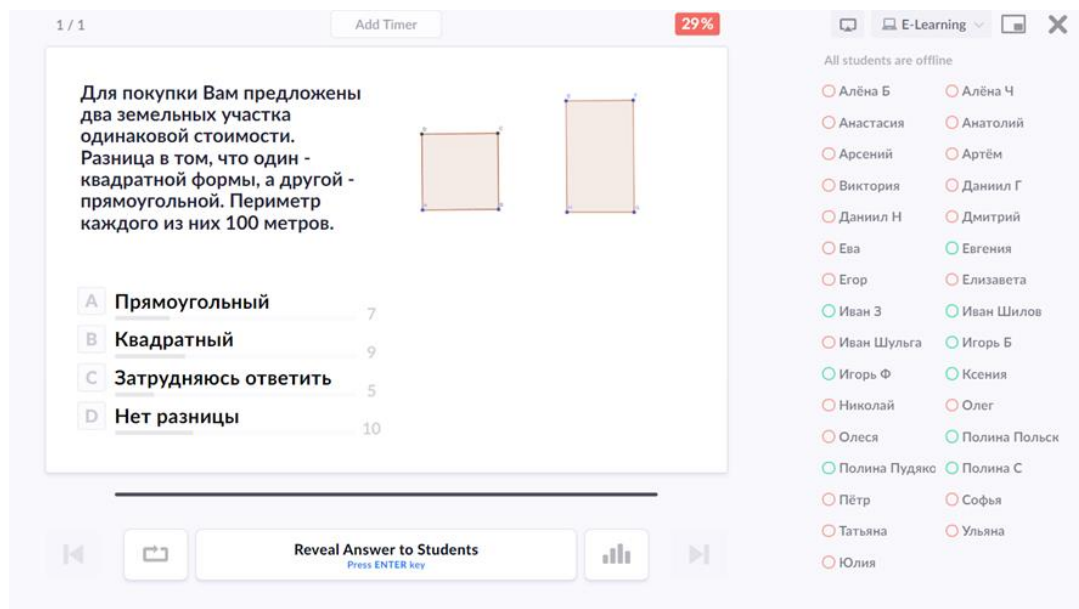 1 / 1
Add Timer
29%
E-Learning
All students are offline
Для покупки Вам предложены
два земельных участка
одинаковой стоимости.
Разница в том, что один -
квадратной формы, а другой -
прямоугольной. Периметр
каждого из них 100 метров.
A Прямоугольный 7
B Квадратный 9
C Затрудняюсь ответить 5
D Нет разницы 10
Reveal Answer to Students
Press ENTER key
Алёна Б Алёна Ч
Анастасия Анатолий
Арсений Артём
Виктория Даниил Г
Даниил Н Дмитрий
Ева Евгения
Егор Елизавета
Иван З Иван Шилов
Иван Шульга Игорь Б
Игорь Ф Ксения
Николай Олег
Олеся Полина Польск
Полина Пудяко Полина С
Пётр Софья
Татьяна Ульяна
Юлия